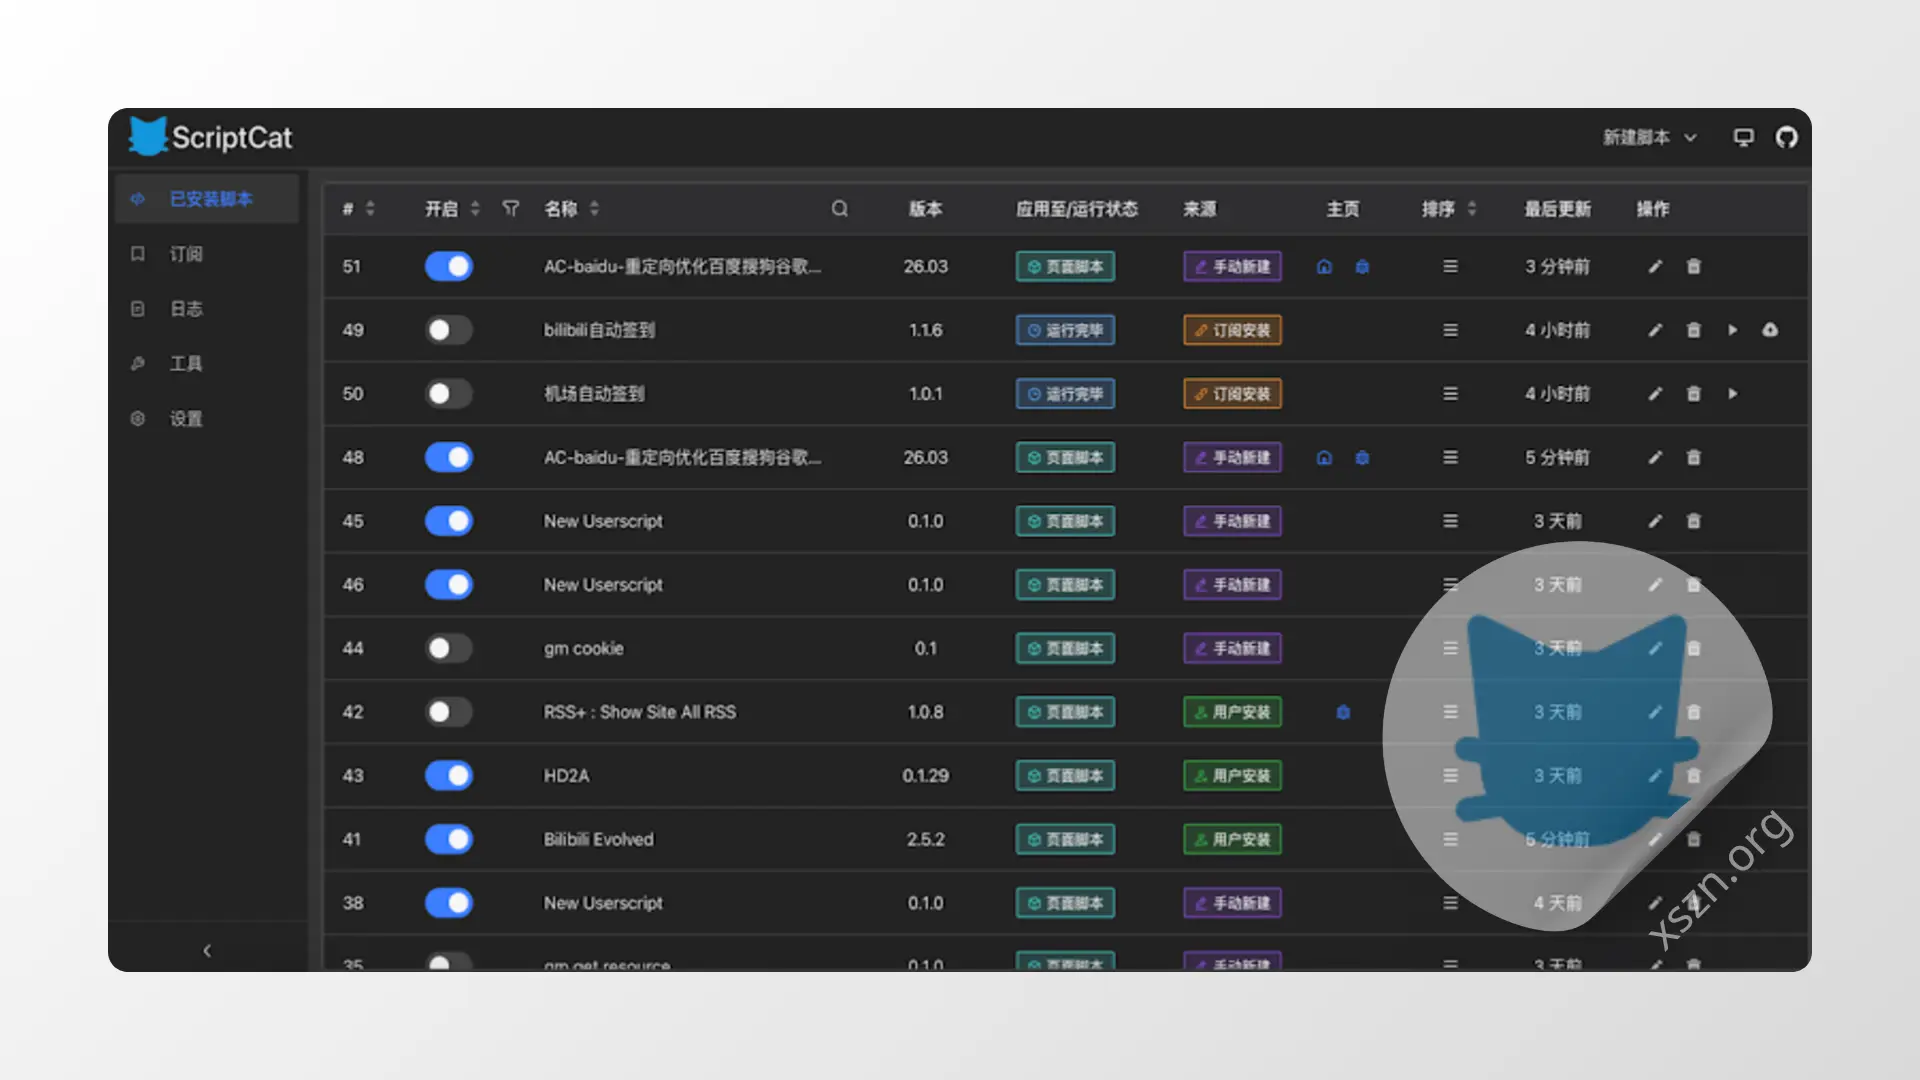 ScriptCat
新建脚本
已安装脚本
订阅
日志
工具
设置
# 开启 名称 版本 应用至/运行状态 来源 主页 排序 最后更新 操作
51 AC-baidu-重定向优化百度搜狗谷歌... 26.03 页面脚本 手动新建 3 分钟前
49 bilibili自动签到 1.1.6 运行完毕 订阅安装 4 小时前
50 机场自动签到 1.0.1 运行完毕 订阅安装 4 小时前
48 AC-baidu-重定向优化百度搜狗谷歌... 26.03 页面脚本 手动新建 5 分钟前
45 New Userscript 0.1.0 页面脚本 手动新建 3 天前
46 New Userscript 0.1.0 页面脚本 手动新建 3 天前
44 gm cookie 0.1 页面脚本 手动新建 3 天前
42 RSS+ : Show Site All RSS 1.0.8 页面脚本 用户安装 3 天前
43 HD2A 0.1.29 页面脚本 用户安装 3 天前
41 Bilibili Evolved 2.5.2 页面脚本 用户安装 5 分钟前
38 New Userscript 0.1.0 页面脚本 手动新建 4 天前
35 gm get resource 0.1.0 页面脚本 手动新建 3 天前
xszn.org